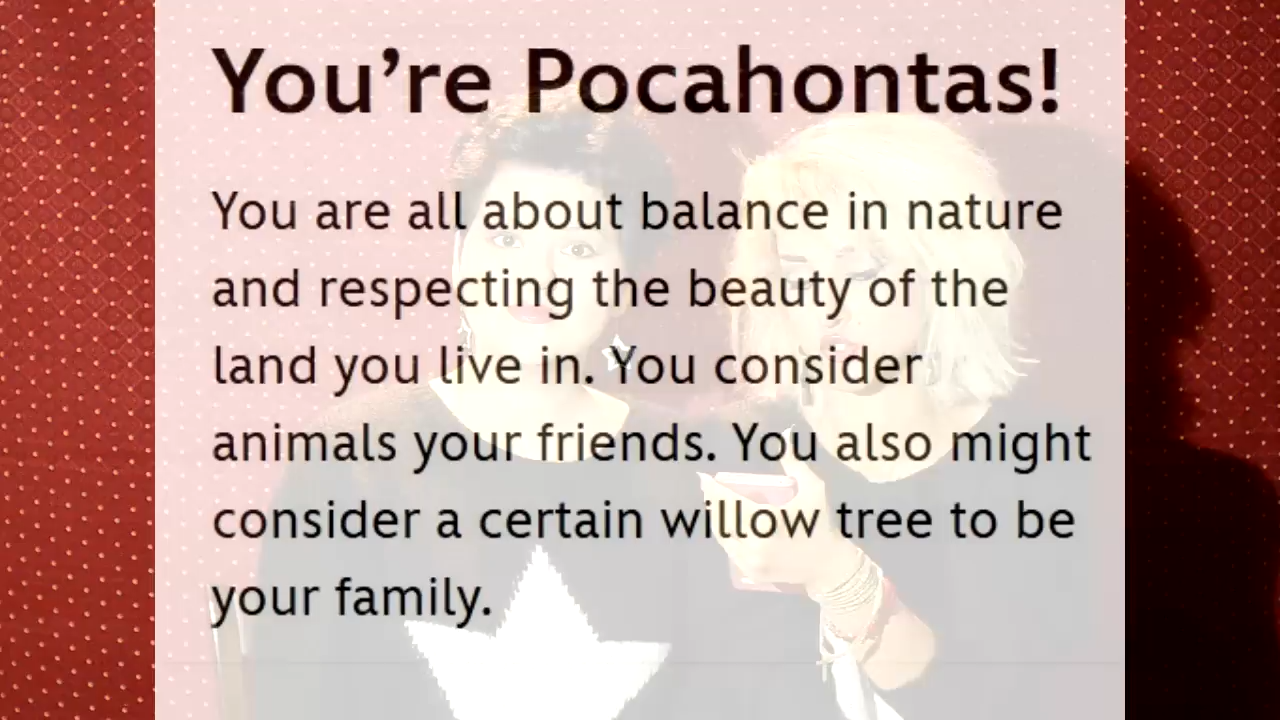 You’re Pocahontas!
You are all about balance in nature
and respecting the beauty of the
land you live in. You consider
animals your friends. You also might
consider a certain willow tree to be
your family.